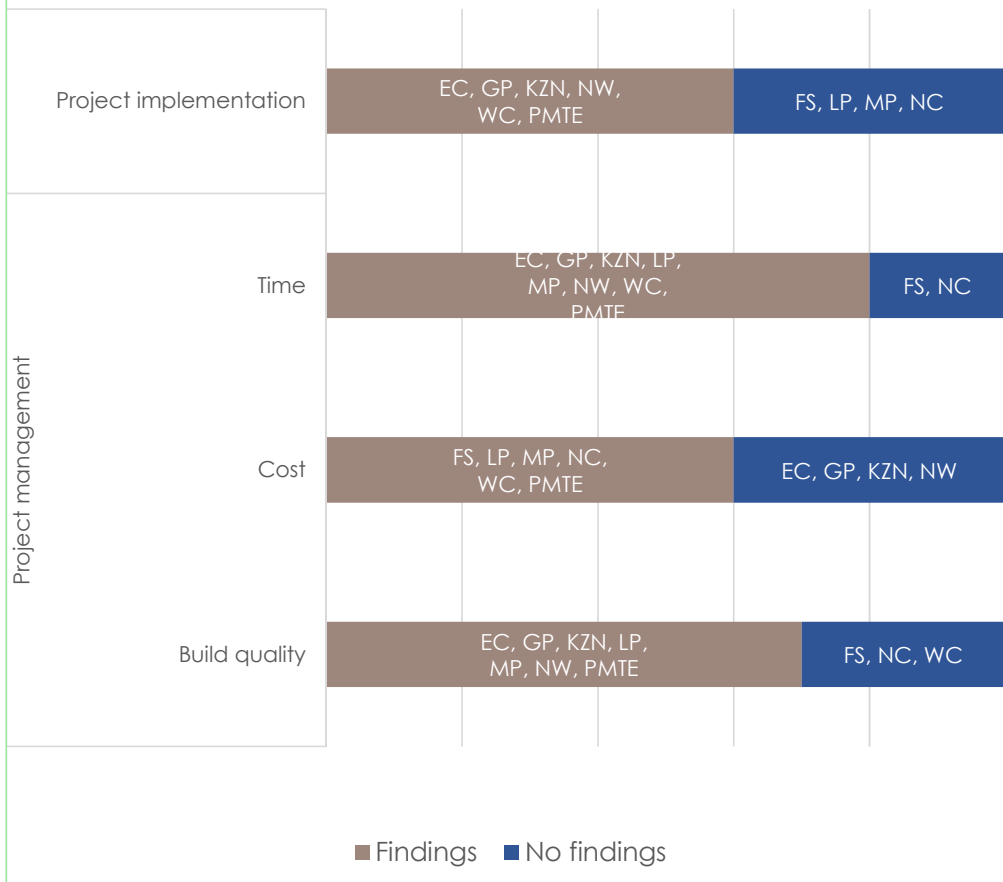 Project implementation
EC, GP, KZN, NW,
WC, PMTE
FS, LP, MP, NC
Project management
Time
EC, GP, KZN, LP,
MP, NW, WC,
PMTE
FS, NC
Cost
FS, LP, MP, NC,
WC, PMTE
EC, GP, KZN, NW
Build quality
EC, GP, KZN, LP,
MP, NW, PMTE
FS, NC, WC
Findings
No findings